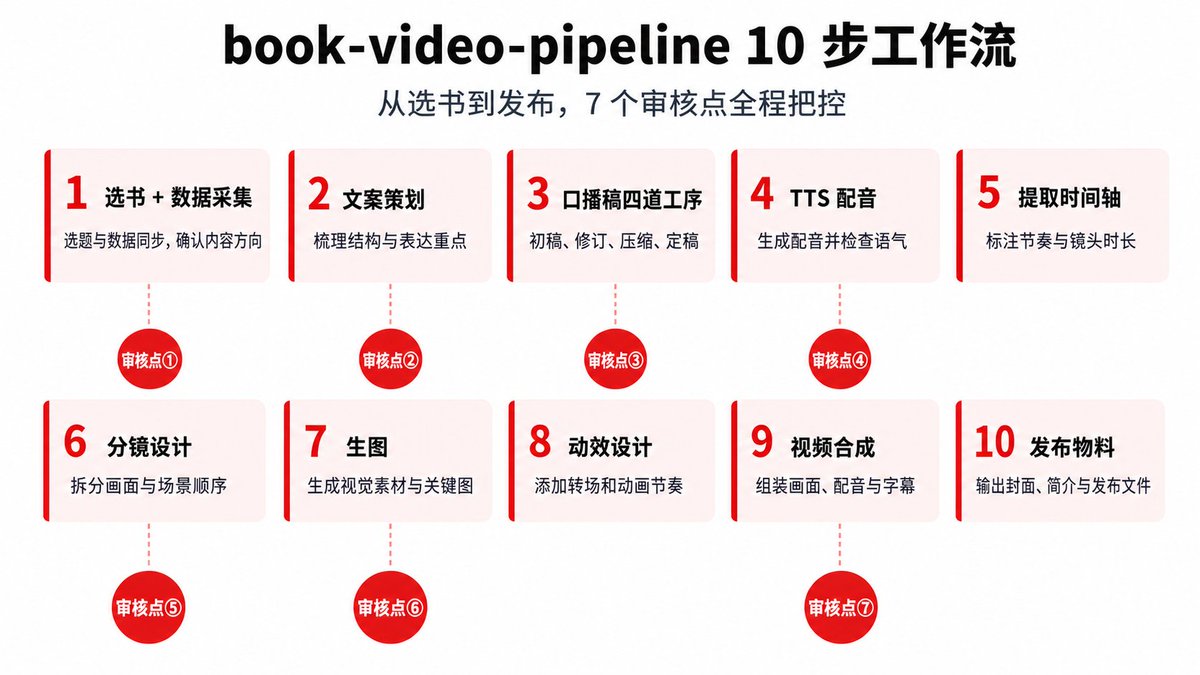 book-video-pipeline 10 步工作流
从选书到发布，7 个审核点全程把控
1 选书 + 数据采集
选题与数据同步，确认内容方向
2 文案策划
梳理结构与表达重点
3 口播稿四道工序
初稿、修订、压缩、定稿
4 TTS 配音
生成配音并检查语气
5 提取时间轴
标注节奏与镜头时长
审核点①
审核点②
审核点③
审核点④
6 分镜设计
拆分画面与场景顺序
7 生图
生成视觉素材与关键图
8 动效设计
添加转场和动画节奏
9 视频合成
组装画面、配音与字幕
10 发布物料
输出封面、简介与发布文件
审核点⑤
审核点⑥
审核点⑦